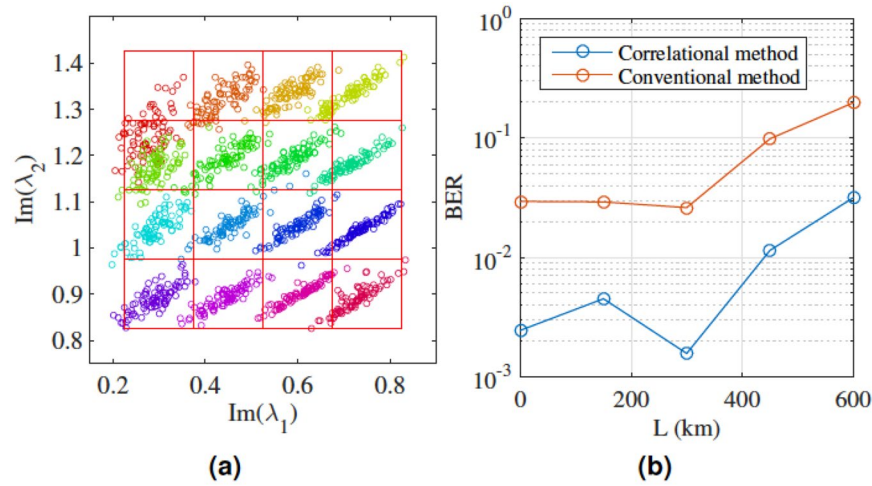 1.4
1.3
1.2
1.1
1
0.9
0.8
Im(λ2)
0.2
0.4
0.6
0.8
Im(λ1)
(a)
10^0
10^-1
10^-2
10^-3
BER
Correlational method
Conventional method
0
200
400
600
L (km)
(b)